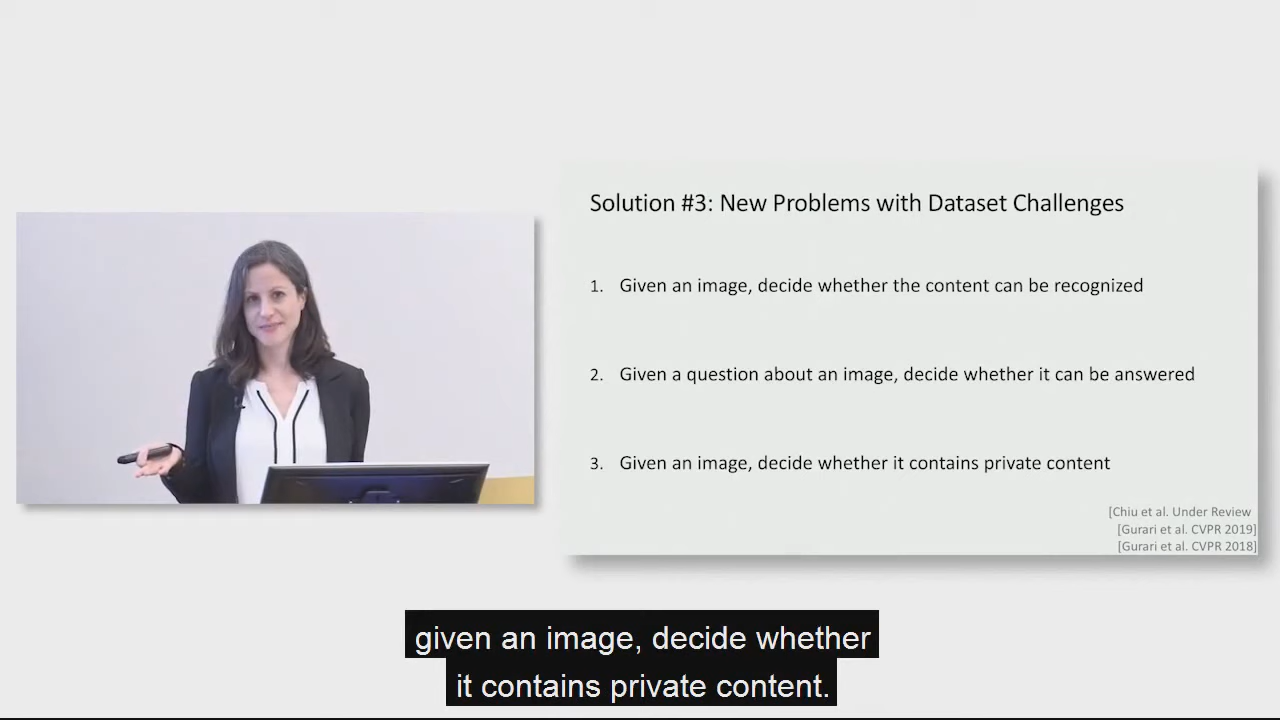 Solution #3: New Problems with Dataset Challenges
1. Given an image, decide whether the content can be recognized
2. Given a question about an image, decide whether it can be answered
3. Given an image, decide whether it contains private content
[Chiu et al. Under Review
[Gurari et al. CVPR 2019]
[Gurari et al. CVPR 2018]
given an image, decide whether
it contains private content.